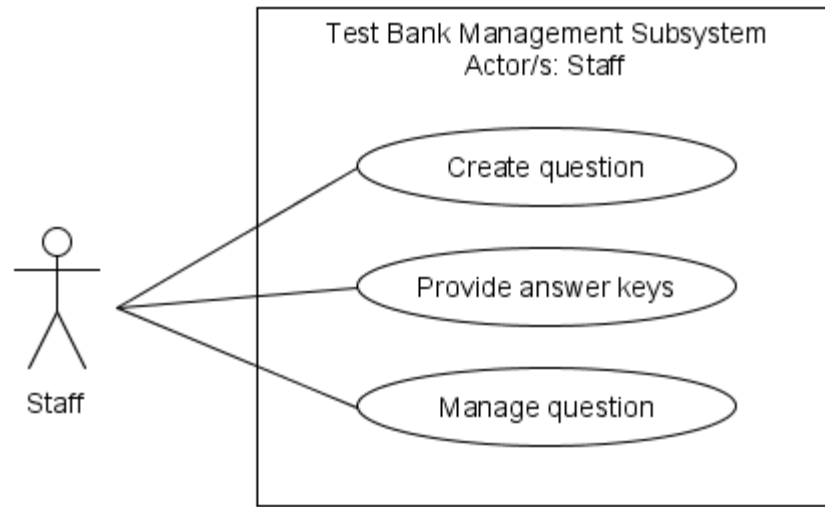 Test Bank Management Subsystem
Actor/s: Staff
Create question
Provide answer keys
Manage question
Staff